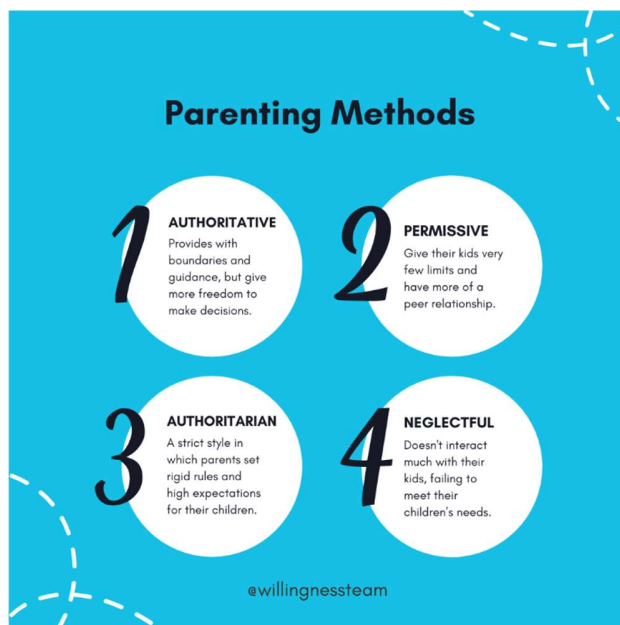 Parenting Methods
1
AUTHORITATIVE
Provides with
boundaries and
guidance, but give
more freedom to
make decisions.
2
PERMISSIVE
Give their kids very
few limits and
have more of a
peer relationship.
3
AUTHORITARIAN
A strict style in
which parents set
rigid rules and
high expectations
for their children.
4
NEGLECTFUL
Doesn't interact
much with their
kids, failing to
meet their
children's needs.
@willingnessteam